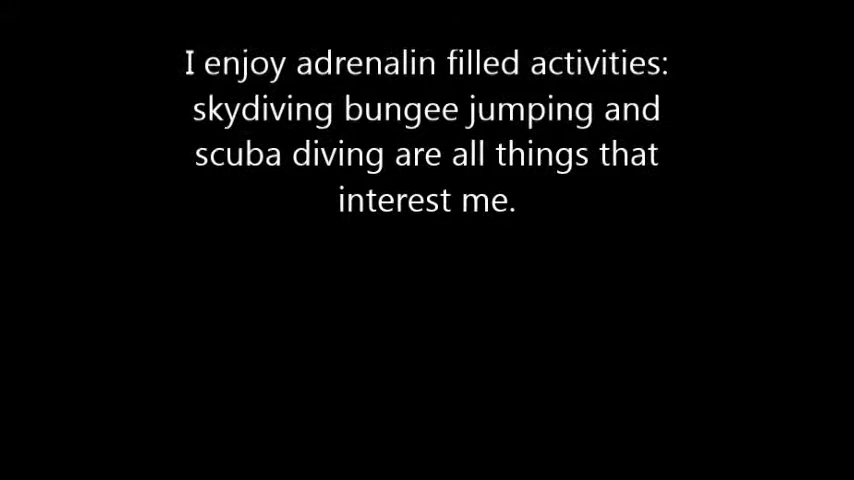 I enjoy adrenalin filled activities:
skydiving bungee jumping and
scuba diving are all things that
interest me.